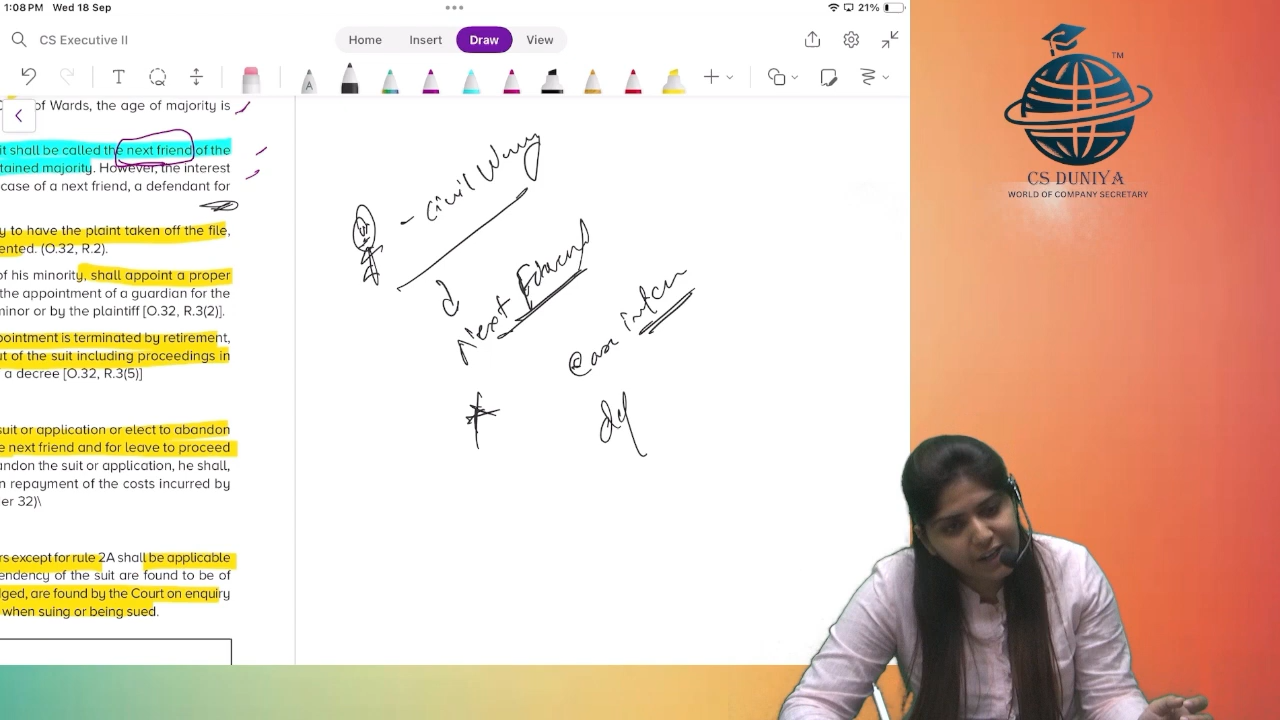 1:08 PM Wed 18 Sep
21%
CS Executive II
Home Insert Draw View
T
A
of Wards, the age of majority is
it shall be called the next friend of the
tained majority. However, the interest
case of a next friend, a defendant for
y to have the plaint taken off the file,
ented. (O.32, R.2).
of his minority, shall appoint a proper
the appointment of a guardian for the
minor or by the plaintiff [O.32, R.3(2)].
pointment is terminated by retirement,
ut of the suit including proceedings in
a decree [O.32, R.3(5)]
suit or application or elect to abandon
e next friend and for leave to proceed
andon the suit or application, he shall,
n repayment of the costs incurred by
er 32)\
rs except for rule 2A shall be applicable
endency of the suit are found to be of
dged, are found by the Court on enquiry
when suing or being sued.
- Civil Wrong
Next
TM
CS DUNIYA
WORLD OF COMPANY SECRETARY